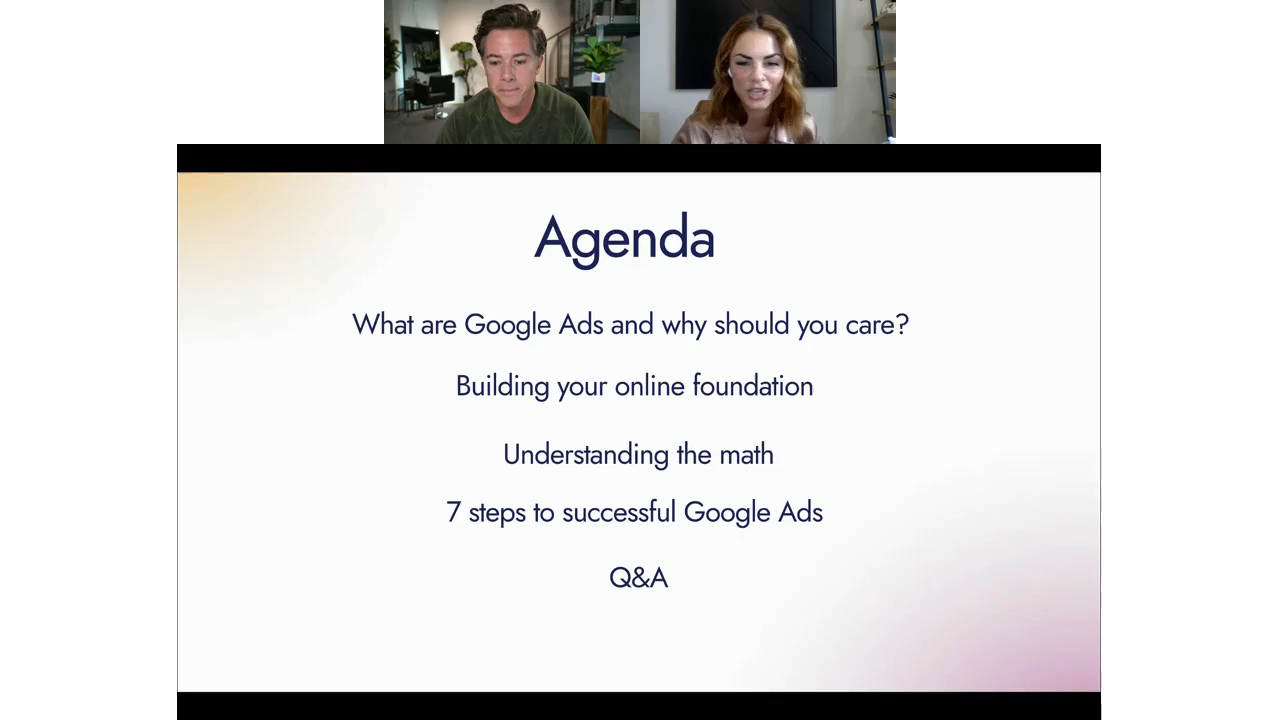 Agenda
What are Google Ads and why should you care?
Building your online foundation
Understanding the math
7 steps to successful Google Ads
Q&A